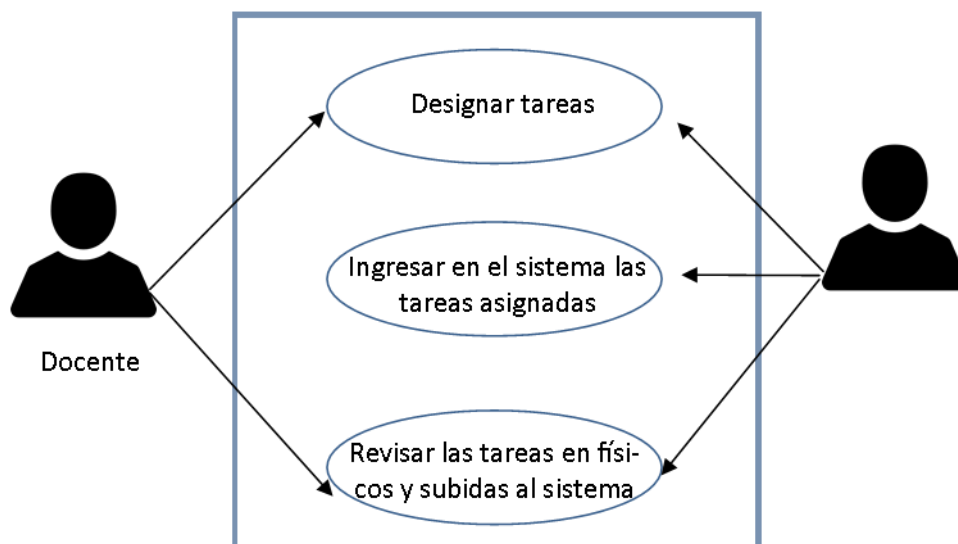 Designar tareas
Ingresar en el sistema las
tareas asignadas
Docente
Revisar las tareas en físi-
cos y subidas al sistema